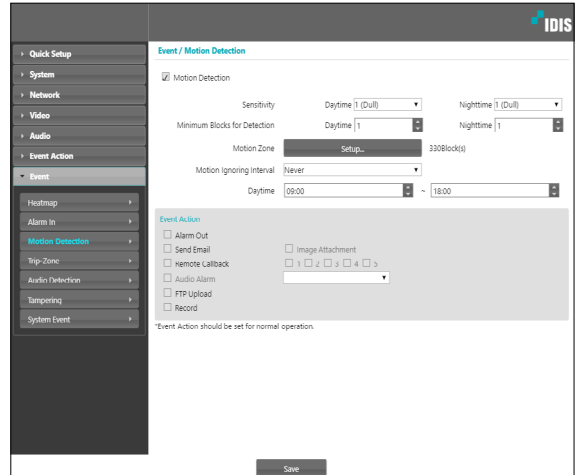 IDIS
Quick Setup
System
Network
Video
Audio
Event Action
Event
Heatmap
Alarm In
Motion Detection
Trip-Zone
Audio Detection
Tampering
System Event
Event / Motion Detection
Motion Detection
Sensitivity Daytime 1 (Dull) Nighttime 1 (Dull)
Minimum Blocks for Detection Daytime 1 Nighttime 1
Motion Zone Setup... 330Block(s)
Motion Ignoring Interval Never
Daytime 09:00 ~ 18:00
Event Action
Alarm Out
Send Email Image Attachment
Remote Callback 1 2 3 4 5
Audio Alarm
FTP Upload
Record
*Event Action should be set for normal operation.
Save